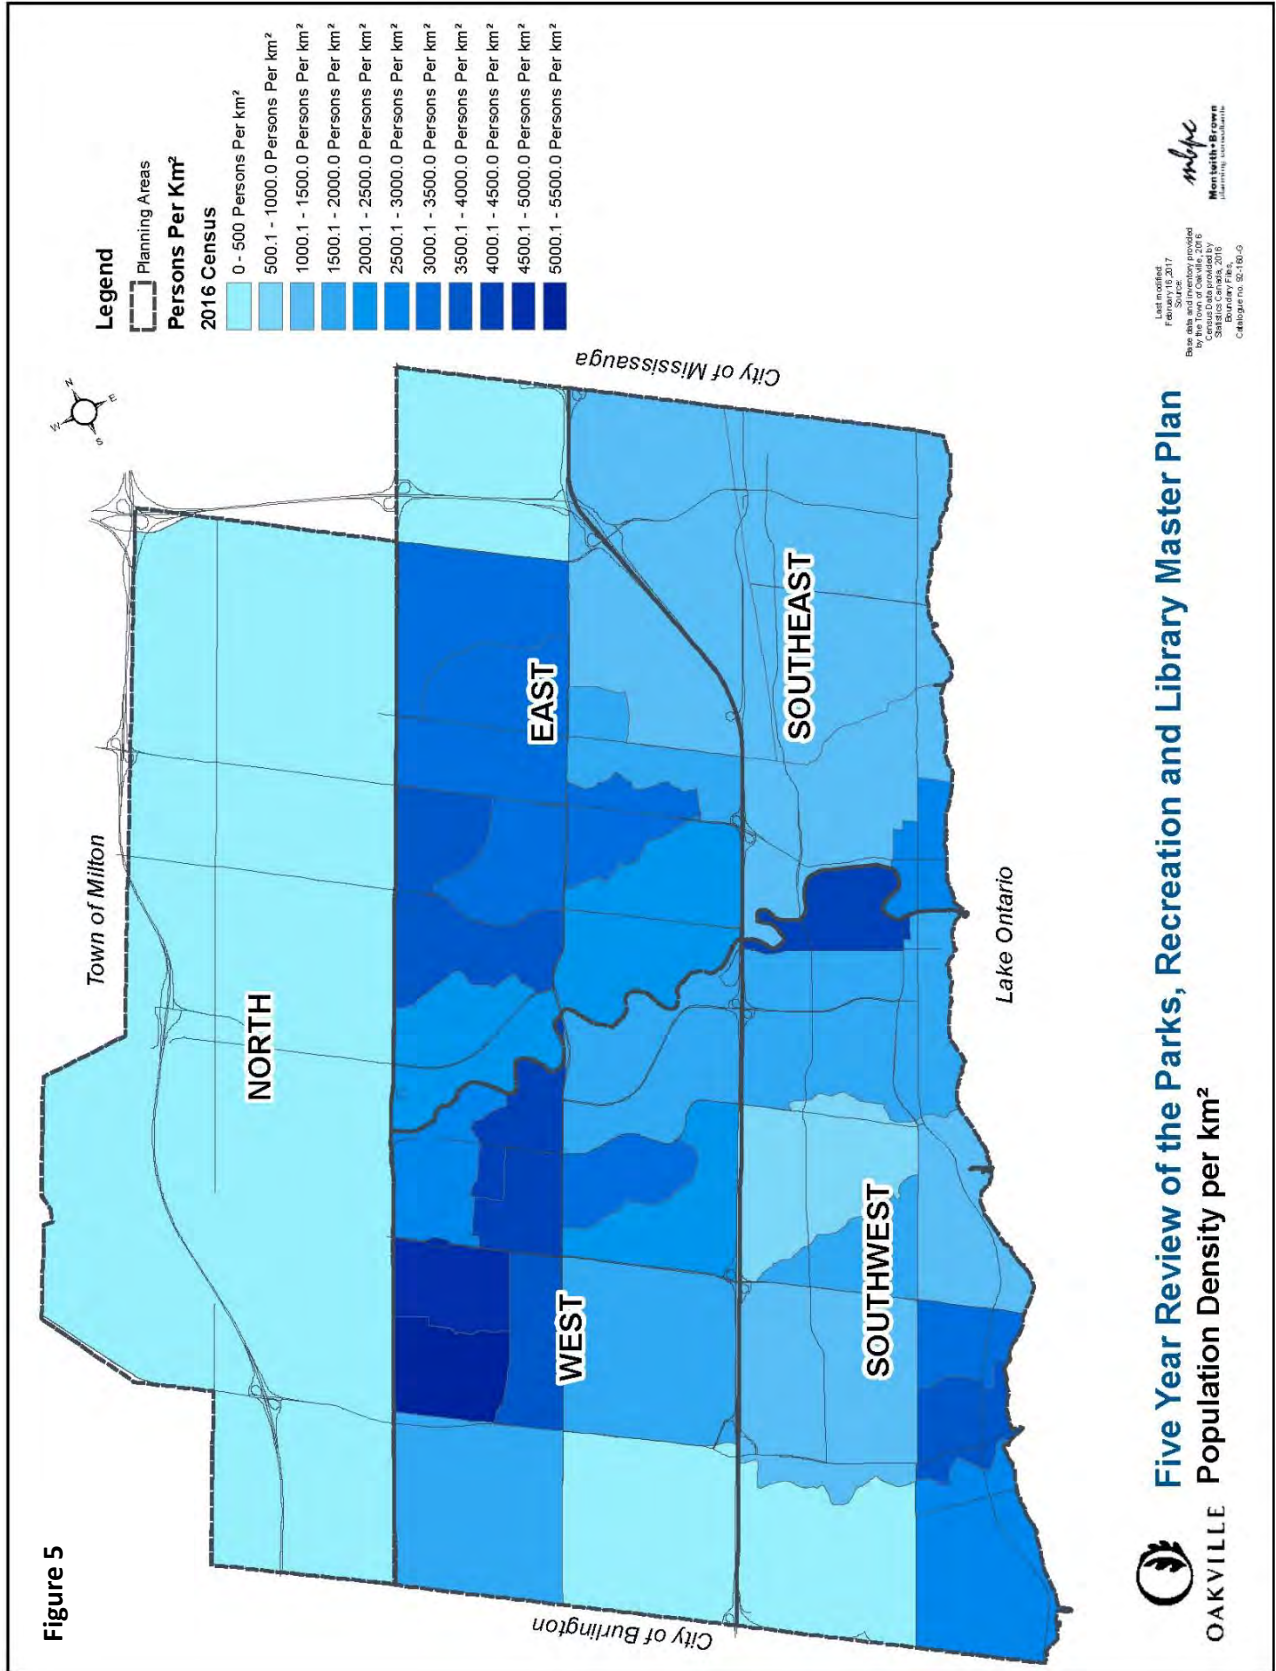 Figure 5
Town of Milton
City of Mississauga
City of Burlington
Lake Ontario
NORTH
EAST
WEST
SOUTHEAST
SOUTHWEST
Legend
Planning Areas
Persons Per Km²
2016 Census
0 - 500 Persons Per km²
500.1 - 1000.0 Persons Per km²
1000.1 - 1500.0 Persons Per km²
1500.1 - 2000.0 Persons Per km²
2000.1 - 2500.0 Persons Per km²
2500.1 - 3000.0 Persons Per km²
3000.1 - 3500.0 Persons Per km²
3500.1 - 4000.0 Persons Per km²
4000.1 - 4500.0 Persons Per km²
4500.1 - 5000.0 Persons Per km²
5000.1 - 5500.0 Persons Per km²
N
E
S
W
OAKVILLE
Five Year Review of the Parks, Recreation and Library Master Plan
Population Density per km²
Last modified:
February 16, 2017
Source:
Base data and inventory provided
by the Town of Oakville, 2016
Census Data provided by
Statistics Canada, 2016
Boundary Files,
Catalogue no. 92-160-G
mbpc
Monteith+Brown
planning consultants